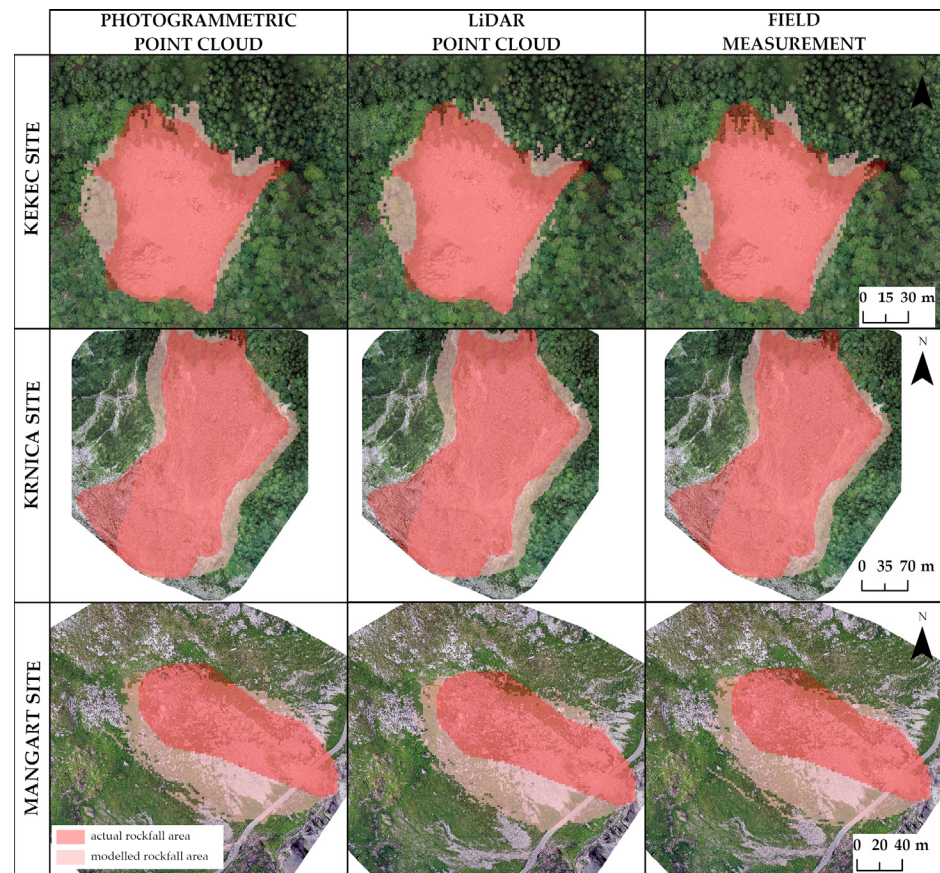 PHOTOGRAMMETRIC
POINT CLOUD
LiDAR
POINT CLOUD
FIELD
MEASUREMENT
KEKEC SITE
0 15 30 m
KRNICA SITE
N
0 35 70 m
MANGART SITE
N
actual rockfall area
modelled rockfall area
0 20 40 m